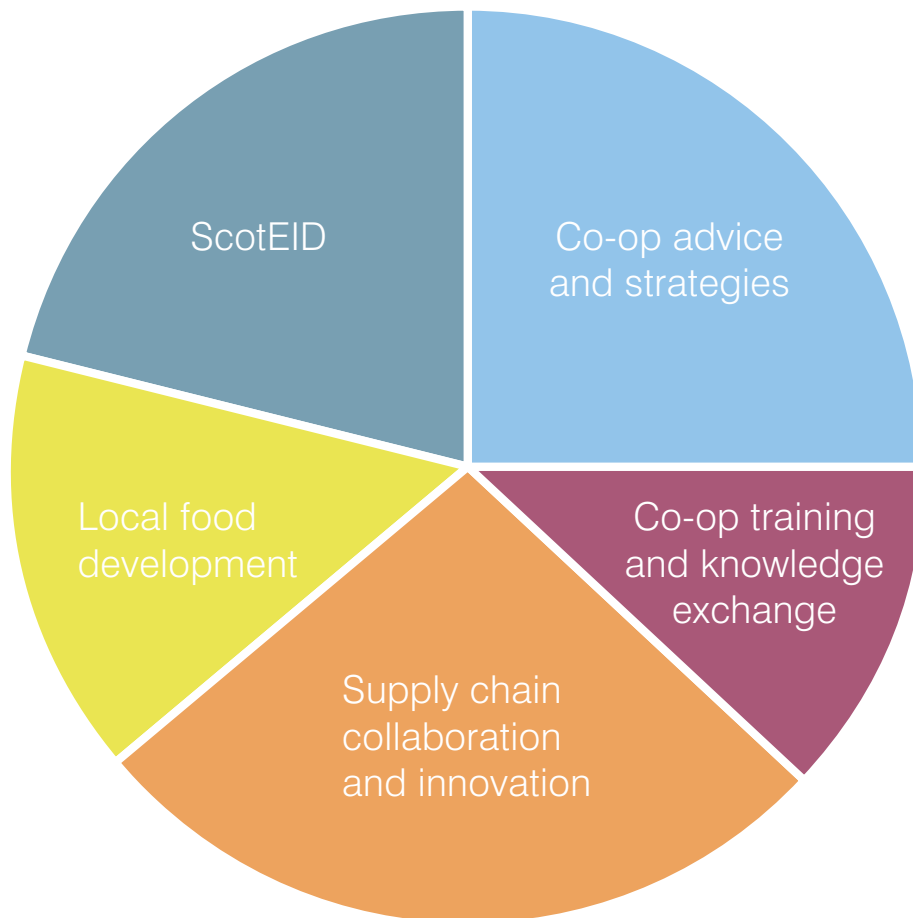 ScotEID
Co-op advice
and strategies
Local food
development
Co-op training
and knowledge
exchange
Supply chain
collaboration
and innovation